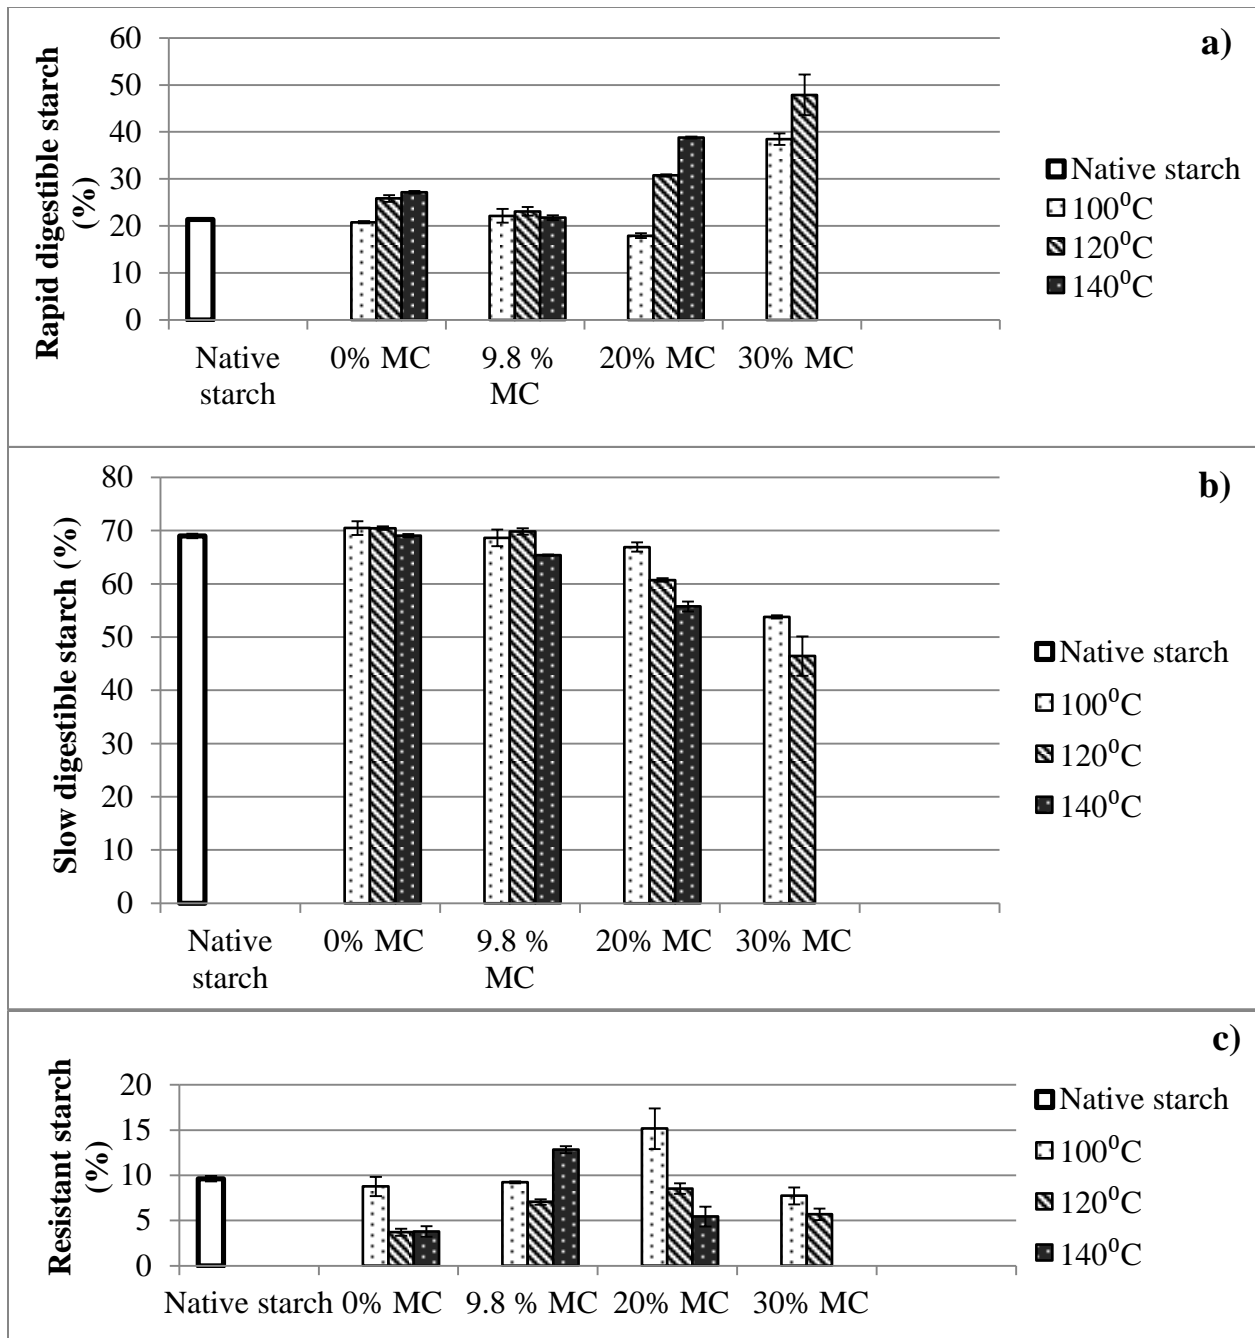 a)
Rapid digestible starch
(%)
60
50
40
30
20
10
0
Native
starch
0% MC
9.8 %
MC
20% MC
30% MC
Native starch
100⁰C
120⁰C
140⁰C
b)
Slow digestible starch (%)
80
70
60
50
40
30
20
10
0
Native
starch
0% MC
9.8 %
MC
20% MC
30% MC
Native starch
100⁰C
120⁰C
140⁰C
c)
Resistant starch
(%)
20
15
10
5
0
Native starch
0% MC
9.8 % MC
20% MC
30% MC
Native starch
100⁰C
120⁰C
140⁰C